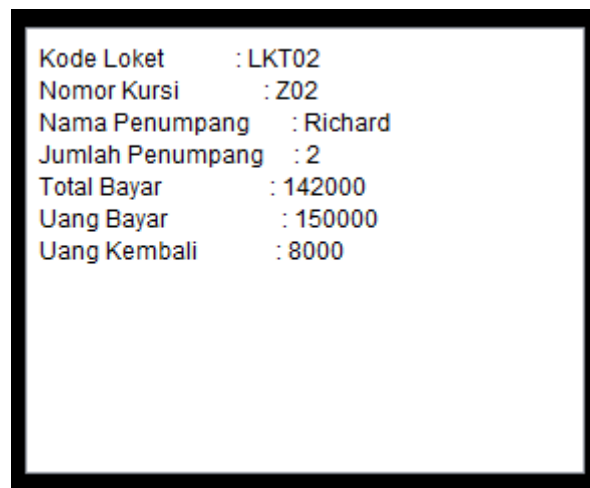 Kode Loket : LKT02
Nomor Kursi : Z02
Nama Penumpang : Richard
Jumlah Penumpang : 2
Total Bayar : 142000
Uang Bayar : 150000
Uang Kembali : 8000